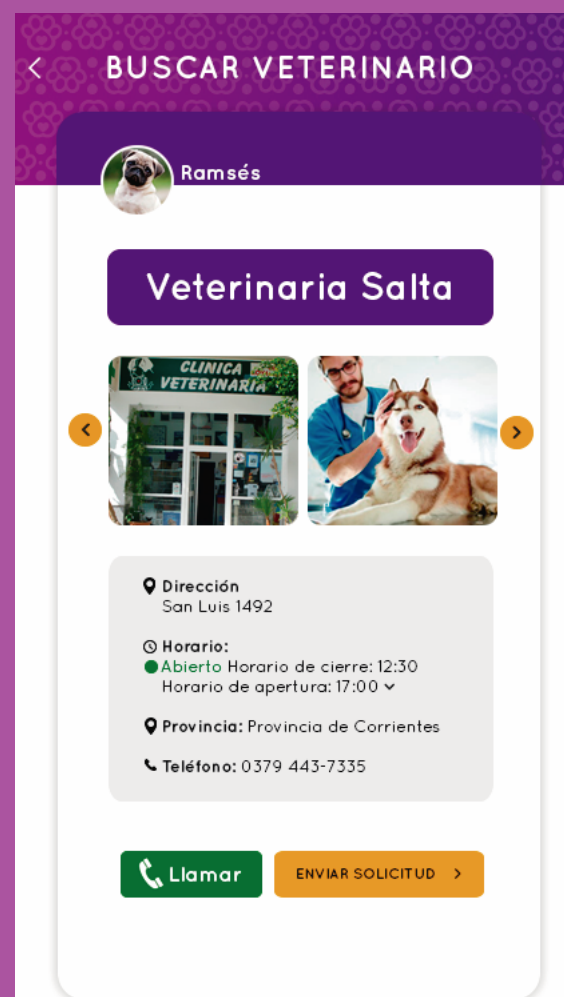 BUSCAR VETERINARIO
Ramsés
Veterinaria Salta
CLINICA
VETERINARIA
Dirección
San Luis 1492
Horario:
Abierto Horario de cierre: 12:30
Horario de apertura: 17:00
Provincia: Provincia de Corrientes
Teléfono: 0379 443-7335
Llamar
ENVIAR SOLICITUD